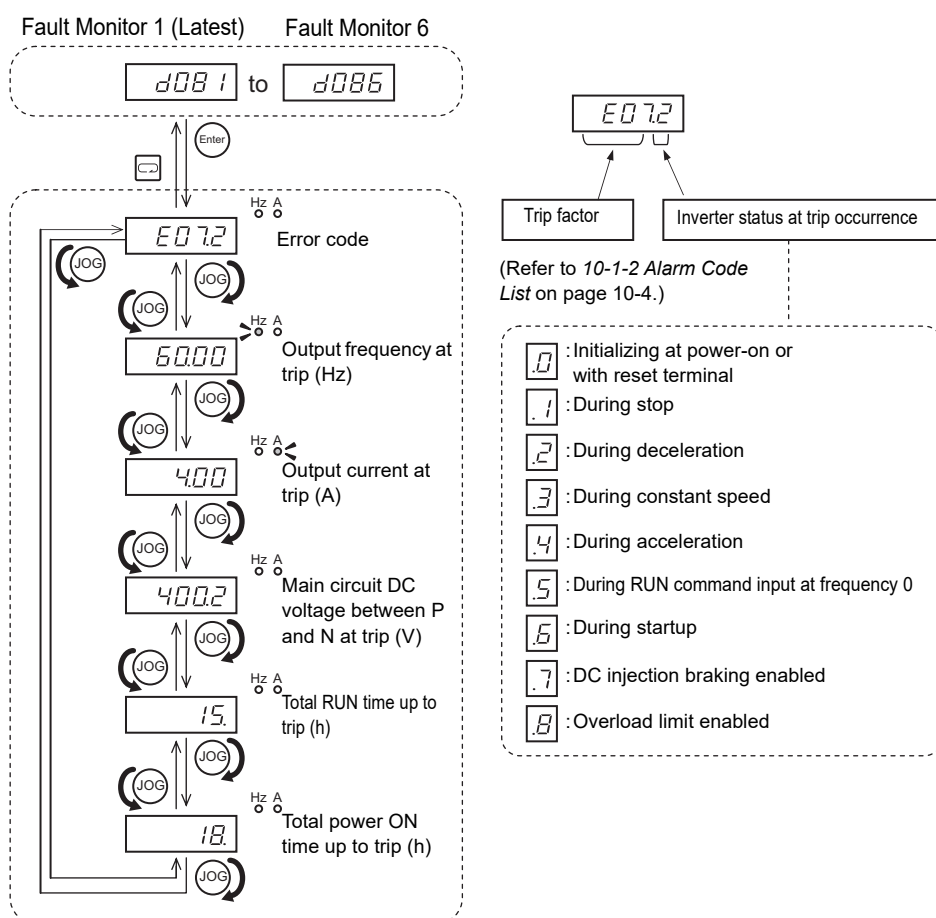 Fault Monitor 1 (Latest)
Fault Monitor 6
d081 to d086
Enter
Hz A
E07.2
Error code
JOG
JOG
JOG
Hz A
60.00
Output frequency at
trip (Hz)
JOG
JOG
Hz A
4.00
Output current at
trip (A)
JOG
JOG
Hz A
400.2
Main circuit DC
voltage between P
and N at trip (V)
JOG
JOG
Hz A
15.
Total RUN time up to
trip (h)
JOG
JOG
Hz A
18.
Total power ON
time up to trip (h)
JOG
E07.2
Trip factor
Inverter status at trip occurrence
(Refer to 10-1-2 Alarm Code
List on page 10-4.)
.0 : Initializing at power-on or
with reset terminal
.1 : During stop
.2 : During deceleration
.3 : During constant speed
.4 : During acceleration
.5 : During RUN command input at frequency 0
.6 : During startup
.7 : DC injection braking enabled
.8 : Overload limit enabled